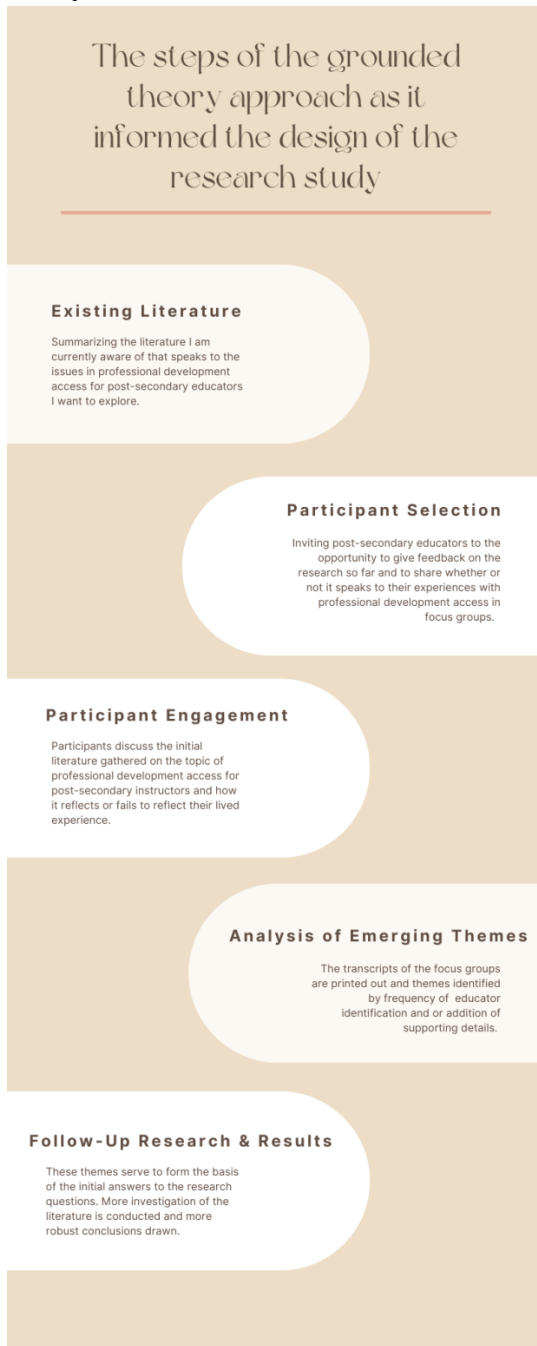 The steps of the grounded
theory approach as it
informed the design of the
research study
Existing Literature
Summarizing the literature I am
currently aware of that speaks to the
issues in professional development
access for post-secondary educators
I want to explore.
Participant Selection
Inviting post-secondary educators to the
opportunity to give feedback on the
research so far and to share whether or
not it speaks to their experiences with
professional development access in
focus groups.
Participant Engagement
Participants discuss the initial
literature gathered on the topic of
professional development access for
post-secondary instructors and how
it reflects or fails to reflect their lived
experience.
Analysis of Emerging Themes
The transcripts of the focus groups
are printed out and themes identified
by frequency of educator
identification and or addition of
supporting details.
Follow-Up Research & Results
These themes serve to form the basis
of the initial answers to the research
questions. More investigation of the
literature is conducted and more
robust conclusions drawn.